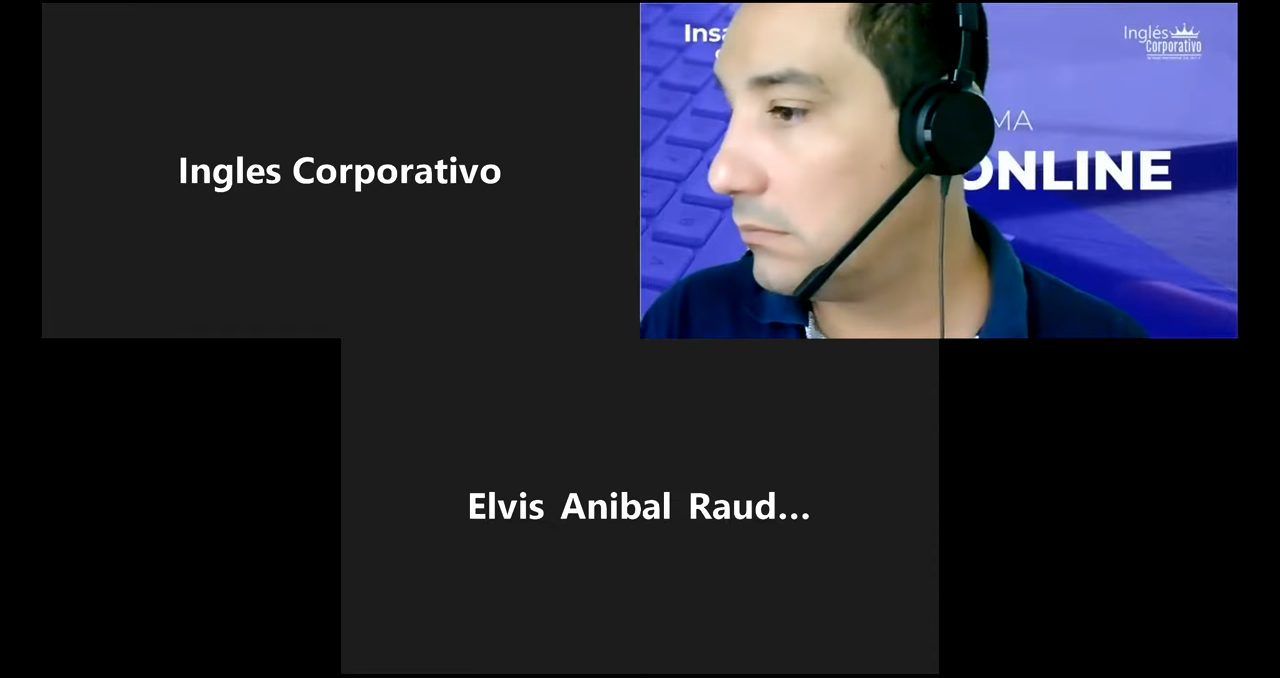 Ingles Corporativo
Insa
Inglés
Corporativo
MA
ONLINE
Elvis Anibal Raud...